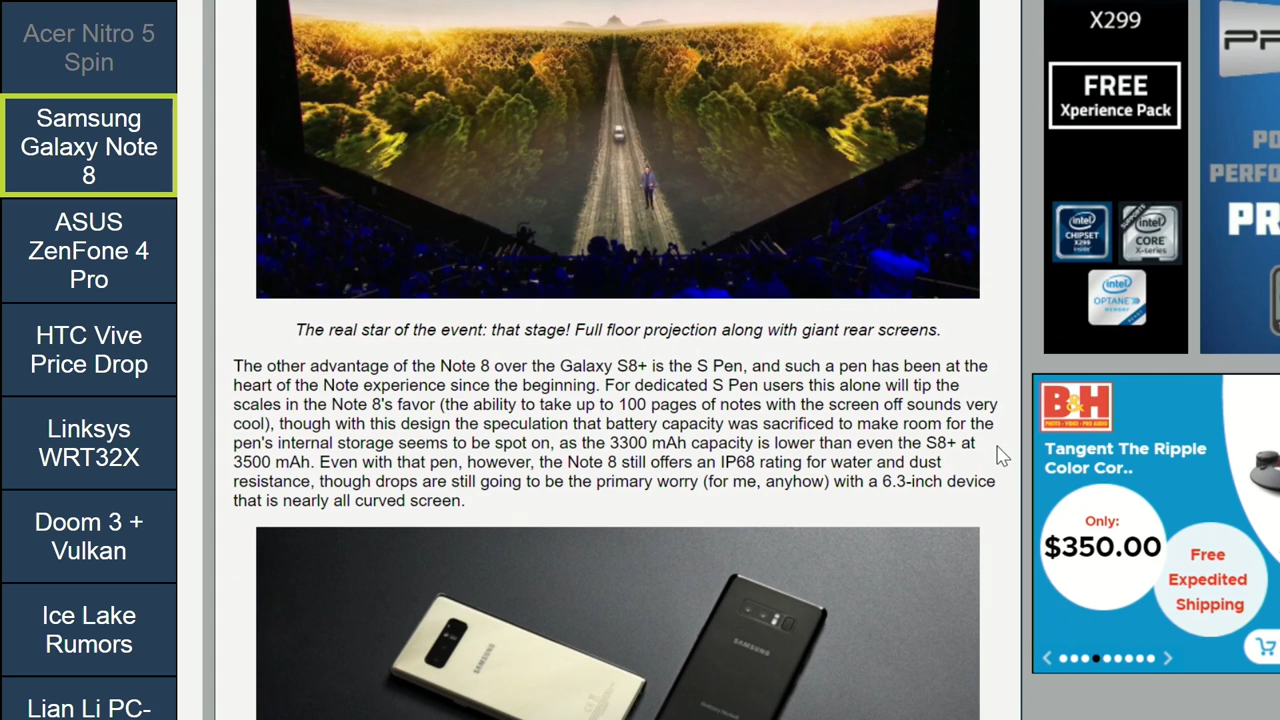 Acer Nitro 5
Spin
Samsung
Galaxy Note
8
ASUS
ZenFone 4
Pro
HTC Vive
Price Drop
Linksys
WRT32X
Doom 3 +
Vulkan
Ice Lake
Rumors
Lian Li PC-
The real star of the event: that stage! Full floor projection along with giant rear screens.
The other advantage of the Note 8 over the Galaxy S8+ is the S Pen, and such a pen has been at the
heart of the Note experience since the beginning. For dedicated S Pen users this alone will tip the
scales in the Note 8's favor (the ability to take up to 100 pages of notes with the screen off sounds very
cool), though with this design the speculation that battery capacity was sacrificed to make room for the
pen's internal storage seems to be spot on, as the 3300 mAh capacity is lower than even the S8+ at
3500 mAh. Even with that pen, however, the Note 8 still offers an IP68 rating for water and dust
resistance, though drops are still going to be the primary worry (for me, anyhow) with a 6.3-inch device
that is nearly all curved screen.
SAMSUNG
SAMSUNG
X299
FREE
Xperience Pack
intel
CHIPSET
X299
inside
SUPPORTS
intel
CORE
X-series
intel
OPTANE
MEMORY
B&H
PHOTO - VIDEO - PRO AUDIO
Tangent The Ripple
Color Cor..
Only:
$350.00
Free
Expedited
Shipping